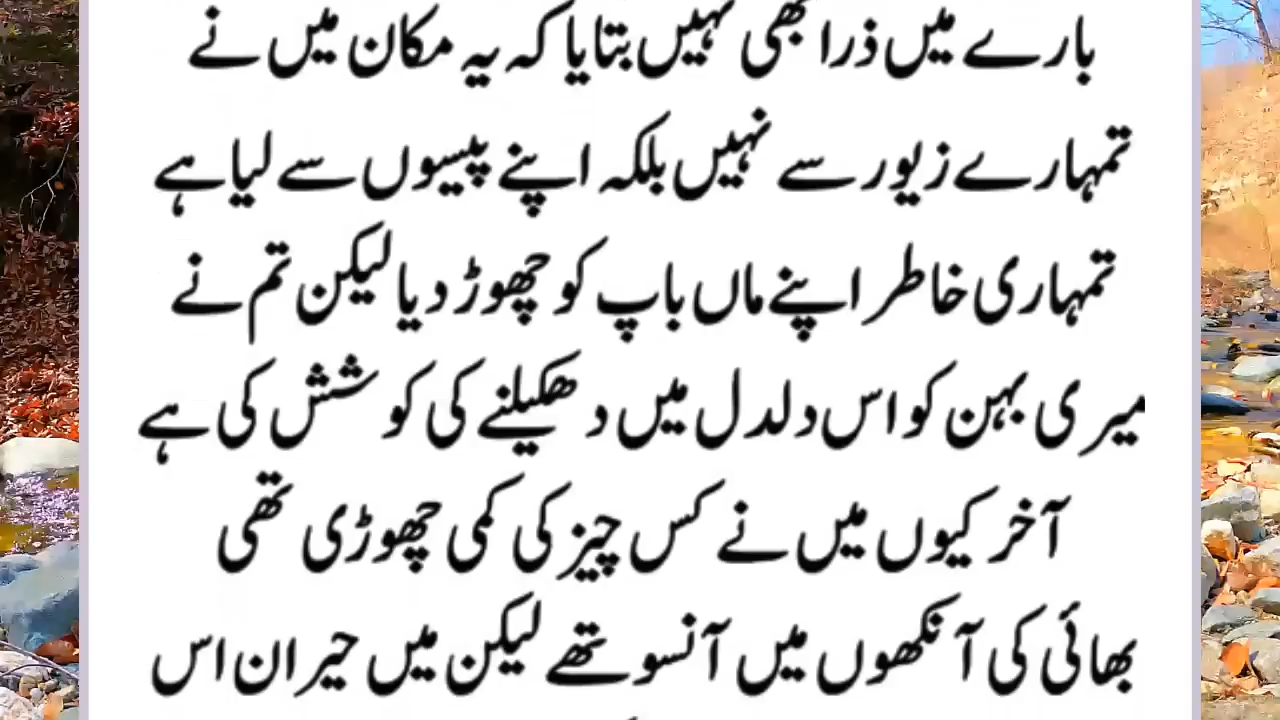 بارے میں ذرا بھی نہیں بتایا کہ یہ مکان میں نے
تمہارے زیور سے نہیں بلکہ اپنے پیسوں سے لیا ہے
تمہاری خاطر اپنے ماں باپ کو چھوڑ دیا لیکن تم نے
میری بہن کو اس دلدل میں دھکیلنے کی کوشش کی ہے
آخر کیوں میں نے کس چیز کی کمی چھوڑی تھی
بھائی کی آنکھوں میں آنسو تھے لیکن میں حیران اس